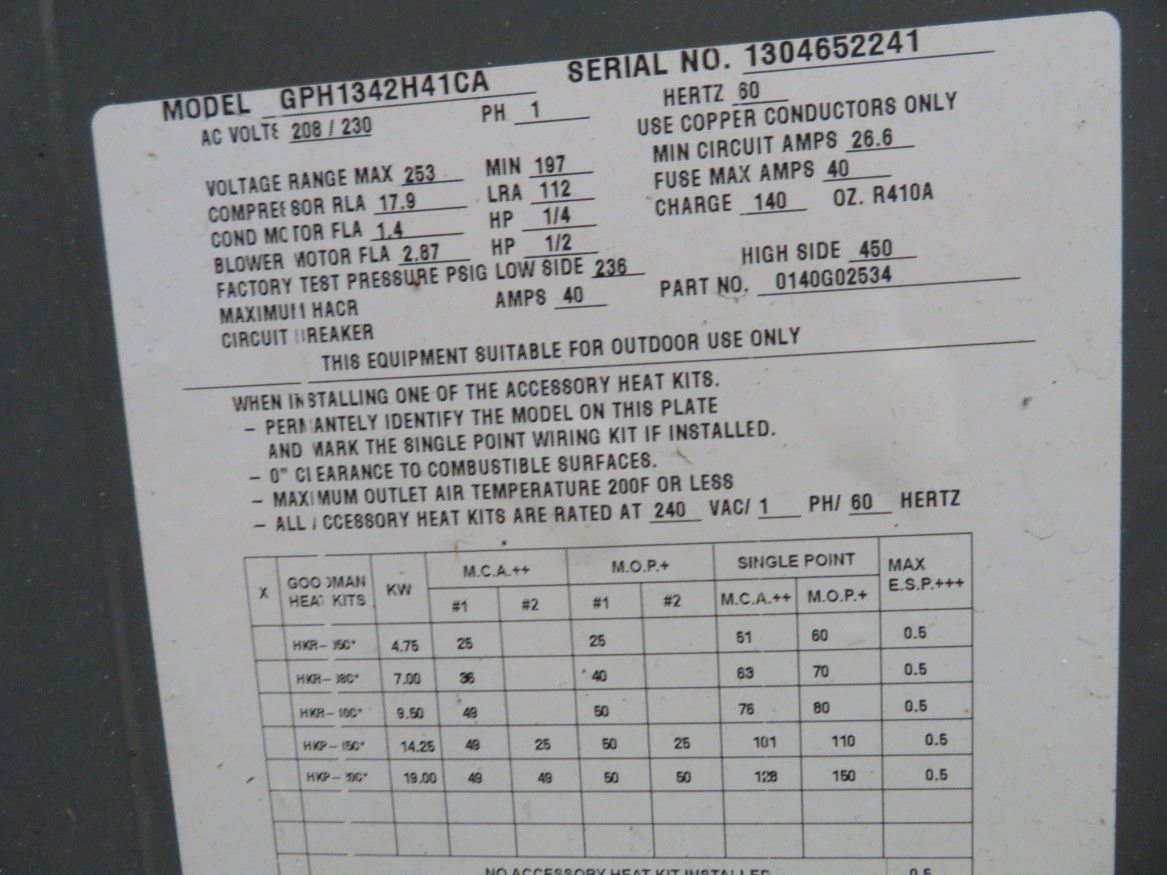 MODEL GPH1342H41CA SERIAL NO. 1304652241
AC VOLTS 208 / 230 PH 1 HERTZ 60
USE COPPER CONDUCTORS ONLY
VOLTAGE RANGE MAX 253 MIN 197 MIN CIRCUIT AMPS 26.6
COMPRESSOR RLA 17.9 LRA 112 FUSE MAX AMPS 40
COND MOTOR FLA 1.4 HP 1/4 CHARGE 140 OZ. R410A
BLOWER MOTOR FLA 2.87 HP 1/2
FACTORY TEST PRESSURE PSIG LOW SIDE 236 HIGH SIDE 450
MAXIMUM HACR AMPS 40 PART NO. 0140G02534
CIRCUIT BREAKER
THIS EQUIPMENT SUITABLE FOR OUTDOOR USE ONLY
WHEN INSTALLING ONE OF THE ACCESSORY HEAT KITS.
– PERMANTELY IDENTIFY THE MODEL ON THIS PLATE
AND MARK THE SINGLE POINT WIRING KIT IF INSTALLED.
– 0" CLEARANCE TO COMBUSTIBLE SURFACES.
– MAXIMUM OUTLET AIR TEMPERATURE 200F OR LESS
– ALL ACCESSORY HEAT KITS ARE RATED AT 240 VAC/ 1 PH/ 60 HERTZ
X GOODMAN HEAT KITS KW M.C.A.++ M.O.P.+ SINGLE POINT MAX E.S.P.+++
#1 #2 #1 #2 M.C.A.++ M.O.P.+
4.75 25 25 51 60 0.5
7.00 36 40 63 70 0.5
9.50 49 50 76 80 0.5
14.25 49 25 50 25 101 110 0.5
19.00 49 49 50 50 128 150 0.5
NO ACCESSORY HEAT KIT INSTALLED 0.5